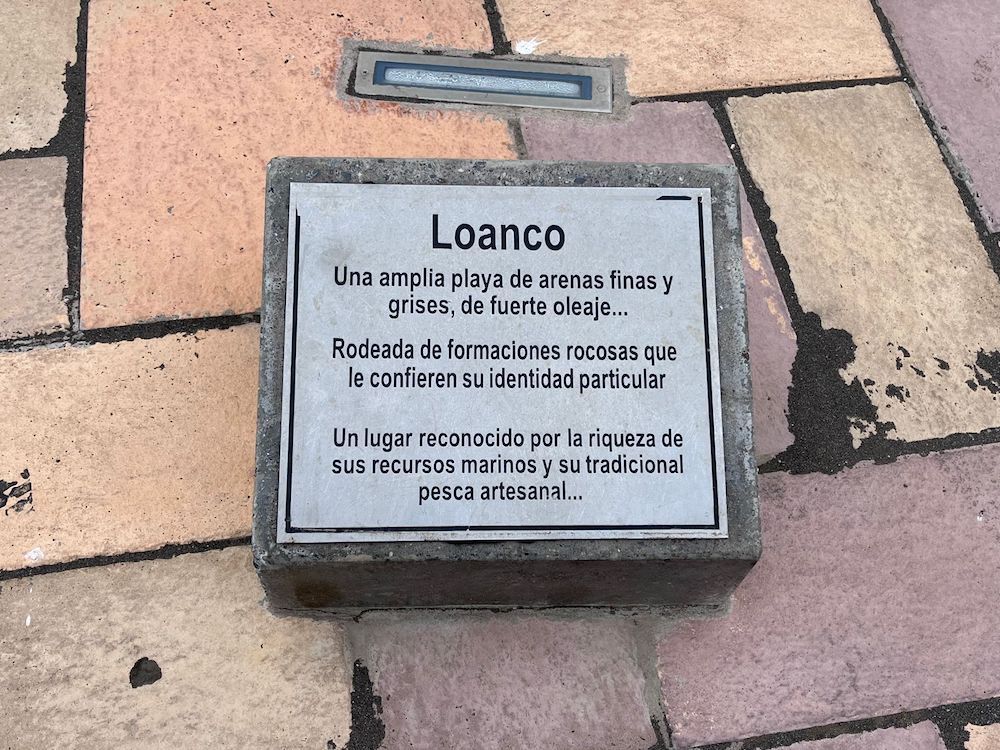 Loanco
Una amplia playa de arenas finas y
grises, de fuerte oleaje...
Rodeada de formaciones rocosas que
le confieren su identidad particular
Un lugar reconocido por la riqueza de
sus recursos marinos y su tradicional
pesca artesanal...